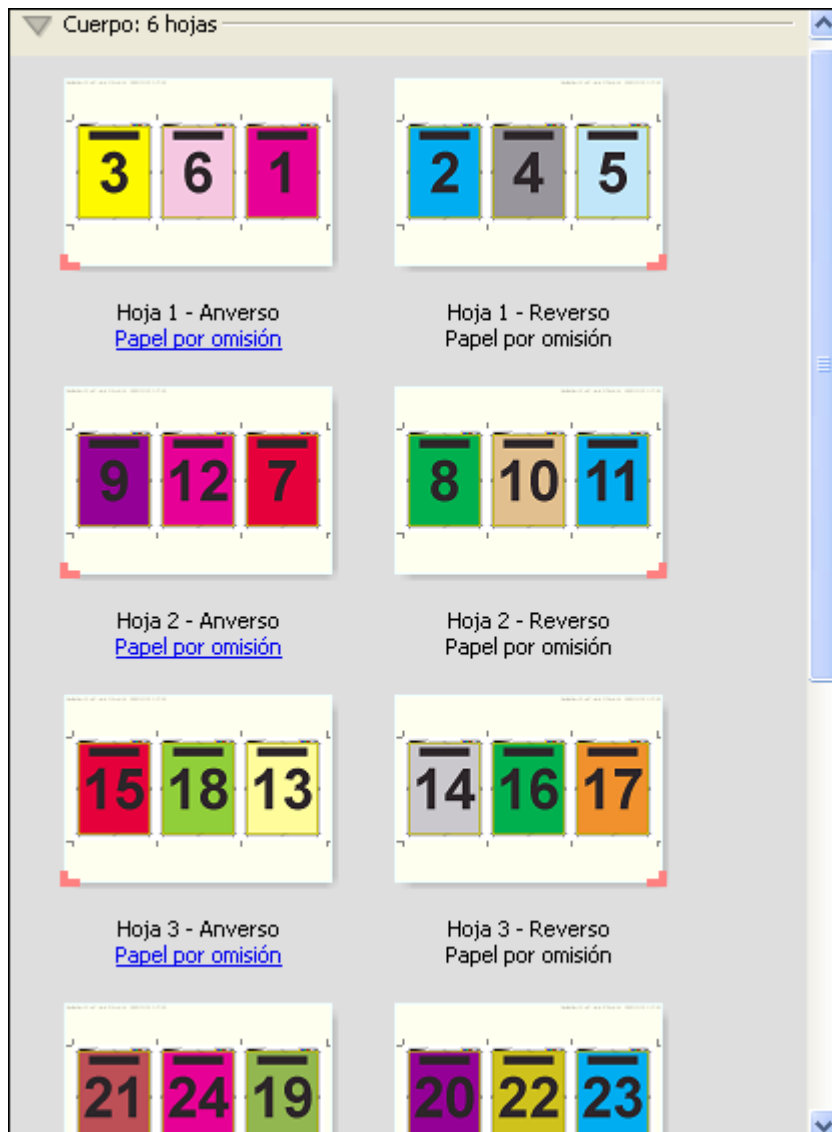 Cuerpo: 6 hojas
3 6 1
2 4 5
Hoja 1 - Anverso
Papel por omisión
Hoja 1 - Reverso
Papel por omisión
9 12 7
8 10 11
Hoja 2 - Anverso
Papel por omisión
Hoja 2 - Reverso
Papel por omisión
15 18 13
14 16 17
Hoja 3 - Anverso
Papel por omisión
Hoja 3 - Reverso
Papel por omisión
21 24 19
20 22 23